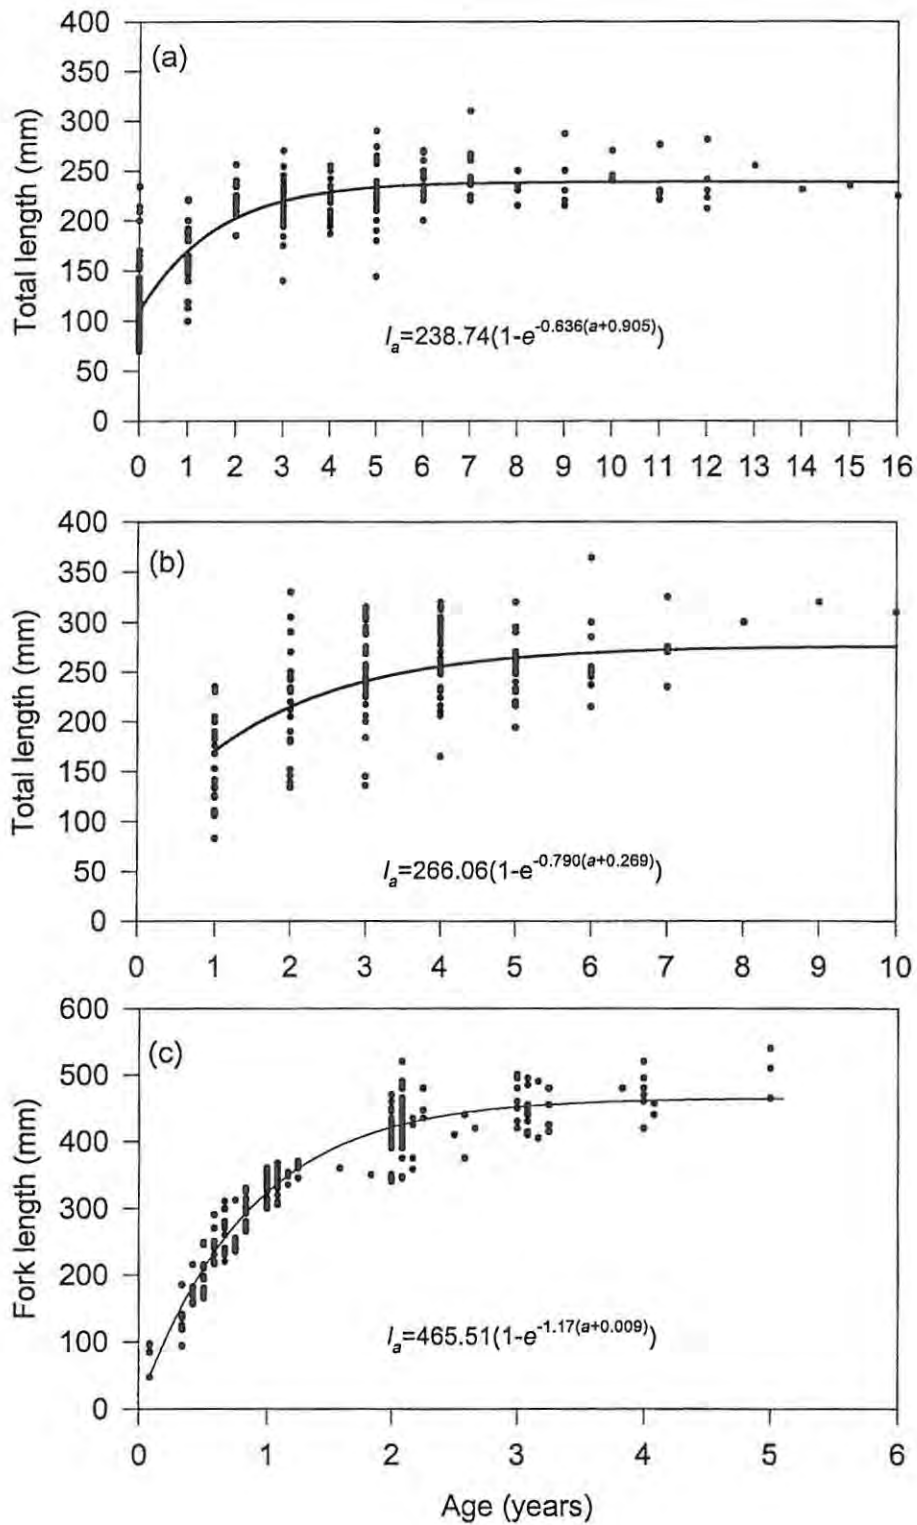 400
(a)
350
300
250
200
150
100
50
0
Total length (mm)
l_a=238.74(1-e^-0.636(a+0.905))
0 1 2 3 4 5 6 7 8 9 10 11 12 13 14 15 16
400
(b)
350
300
250
200
150
100
50
0
Total length (mm)
l_a=266.06(1-e^-0.790(a+0.269))
0 1 2 3 4 5 6 7 8 9 10
600
(c)
500
400
300
200
100
0
Fork length (mm)
l_a=465.51(1-e^-1.17(a+0.009))
0 1 2 3 4 5 6
Age (years)